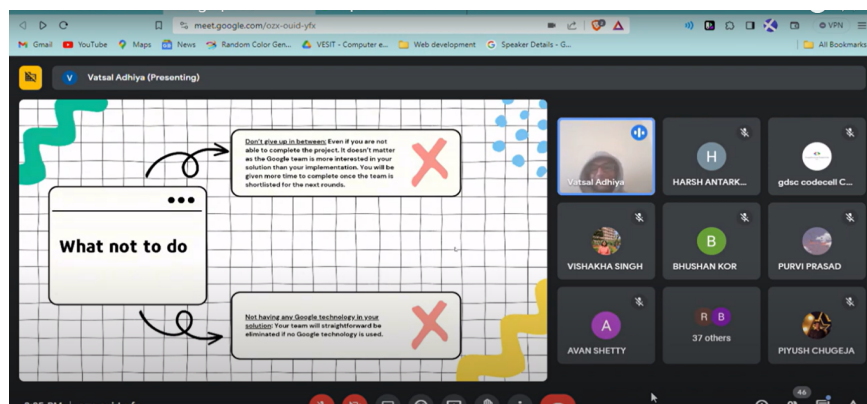 meet.google.com/ozx-ouid-yfx
VPN
Gmail YouTube Maps News Random Color Gen... VESIT - Computer e... Web development Speaker Details - G... All Bookmarks
V Vatsal Adhiya (Presenting)
What not to do
Don't give up in between: Even if you are not
able to complete the project. It doesn't matter
as the Google team is more interested in your
solution than your implementation. You will be
given more time to complete once the team is
shortlisted for the next rounds.
Not having any Google technology in your
solution: Your team will straightforward be
eliminated if no Google technology is used.
Vatsal Adhiya
H
HARSH ANTARK...
gdsc codecell C...
VISHAKHA SINGH
B
BHUSHAN KOR
PURVI PRASAD
A
AVAN SHETTY
R B
37 others
PIYUSH CHUGEJA
46